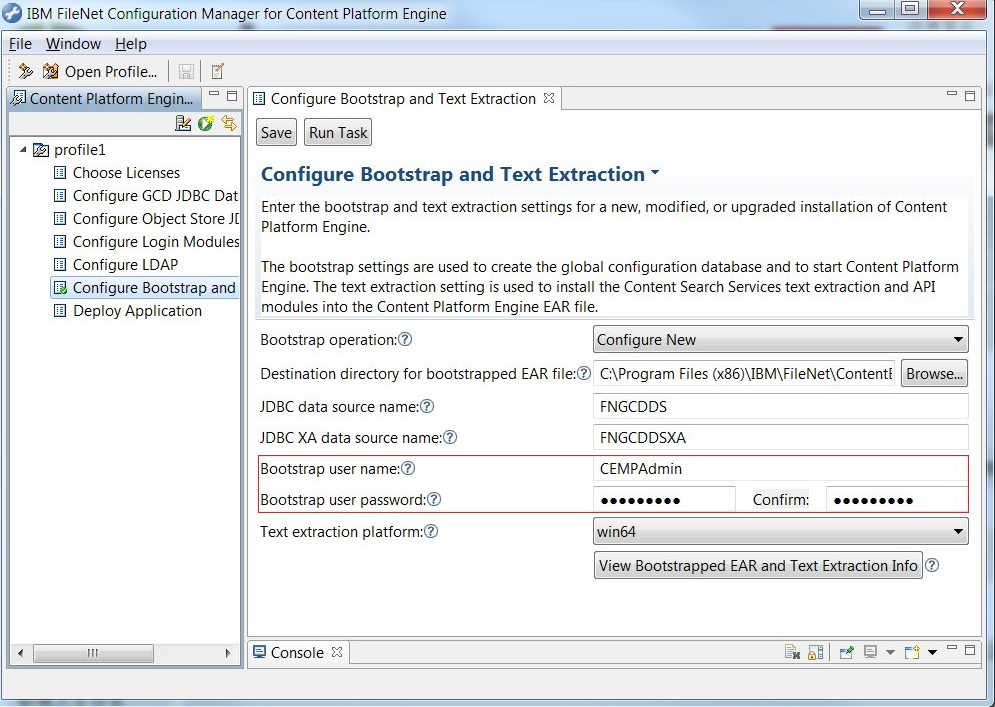 IBM FileNet Configuration Manager for Content Platform Engine
File Window Help
Open Profile...
Content Platform Engin...
profile1
Choose Licenses
Configure GCD JDBC Dat
Configure Object Store JD
Configure Login Modules
Configure LDAP
Configure Bootstrap and
Deploy Application
Configure Bootstrap and Text Extraction
Save Run Task
Configure Bootstrap and Text Extraction
Enter the bootstrap and text extraction settings for a new, modified, or upgraded installation of Content
Platform Engine.
The bootstrap settings are used to create the global configuration database and to start Content Platform
Engine. The text extraction setting is used to install the Content Search Services text extraction and API
modules into the Content Platform Engine EAR file.
Bootstrap operation: Configure New
Destination directory for bootstrapped EAR file: C:\Program Files (x86)\IBM\FileNet\ContentE Browse...
JDBC data source name: FNGCDDS
JDBC XA data source name: FNGCDDSXA
Bootstrap user name: CEMPAdmin
Bootstrap user password: ●●●●●●●●● Confirm: ●●●●●●●●●
Text extraction platform: win64
View Bootstrapped EAR and Text Extraction Info
Console